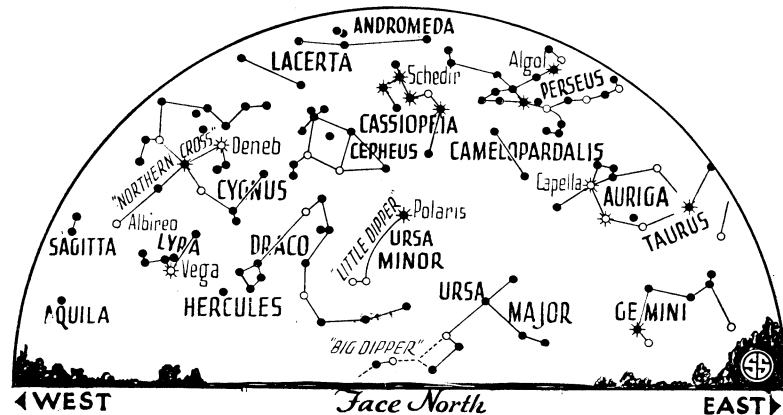 ANDROMEDA
LACERTA
Schedir
Algol
PERSEUS
CASSIOPEIA
CEPHEUS
CAMELOPARDALIS
"NORTHERN CROSS"
Deneb
CYGNUS
Capella
AURIGA
TAURUS
Albireo
SAGITTA
LYRA
Vega
DRACO
"LITTLE DIPPER"
Polaris
URSA
MINOR
HERCULES
AQUILA
URSA
MAJOR
GEMINI
"BIG DIPPER"
SS
WEST
Face North
EAST